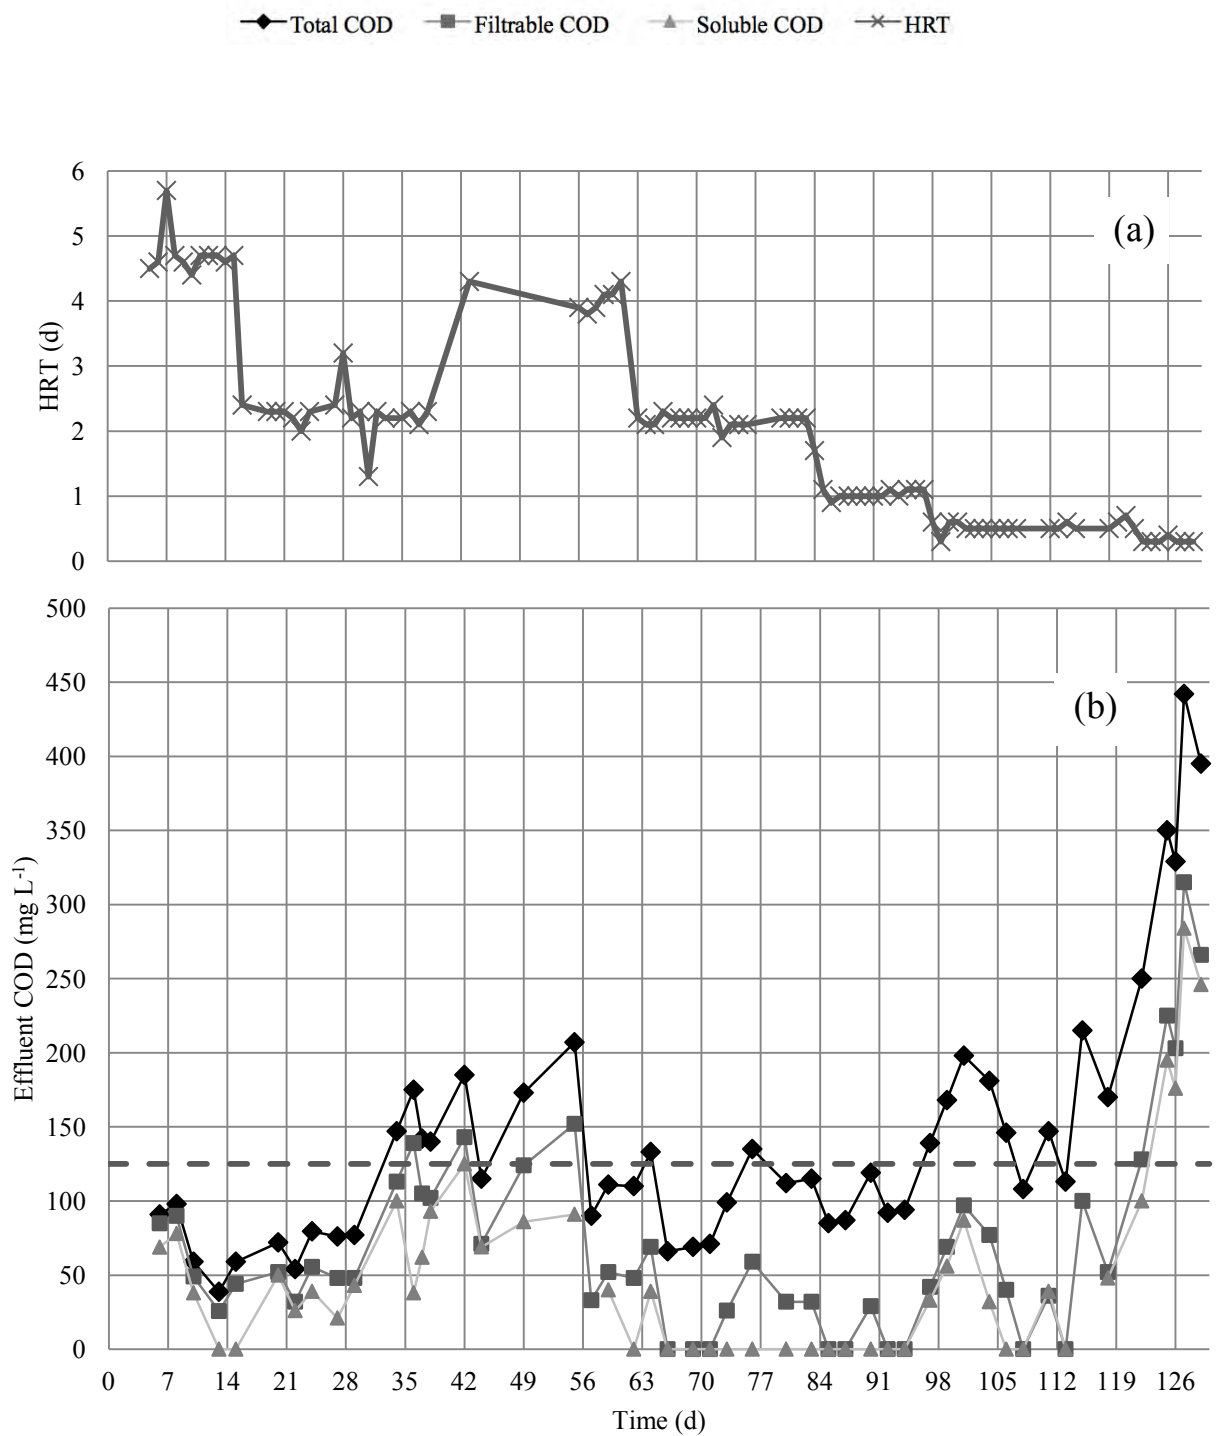 Total COD Filtrable COD Soluble COD HRT
6
5
4
3
2
1
0
HRT (d)
(a)
500
450
400
350
300
250
200
150
100
50
0
Effluent COD (mg L-1)
(b)
0 7 14 21 28 35 42 49 56 63 70 77 84 91 98 105 112 119 126
Time (d)